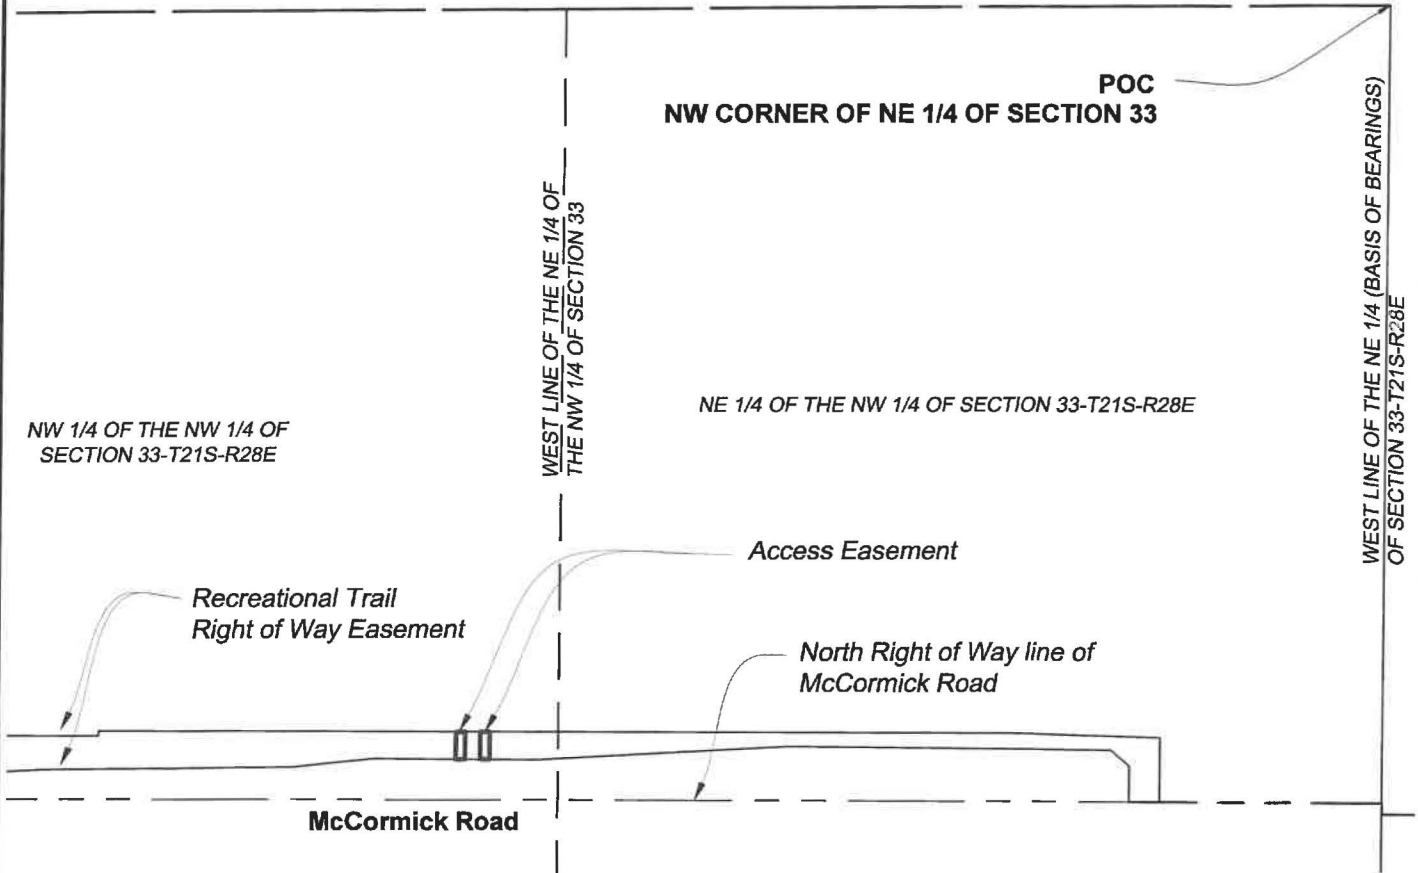 POC
NW CORNER OF NE 1/4 OF SECTION 33
WEST LINE OF THE NE 1/4 OF
THE NW 1/4 OF SECTION 33
WEST LINE OF THE NE 1/4 (BASIS OF BEARINGS)
OF SECTION 33-T21S-R28E
NW 1/4 OF THE NW 1/4 OF
SECTION 33-T21S-R28E
NE 1/4 OF THE NW 1/4 OF SECTION 33-T21S-R28E
Access Easement
Recreational Trail
Right of Way Easement
North Right of Way line of
McCormick Road
McCormick Road